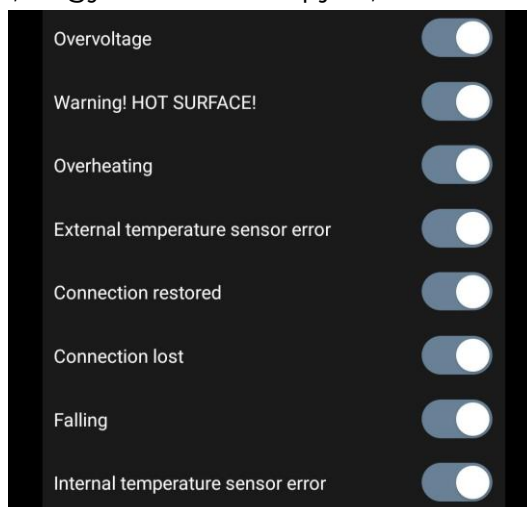 Overvoltage
Warning! HOT SURFACE!
Overheating
External temperature sensor error
Connection restored
Connection lost
Falling
Internal temperature sensor error